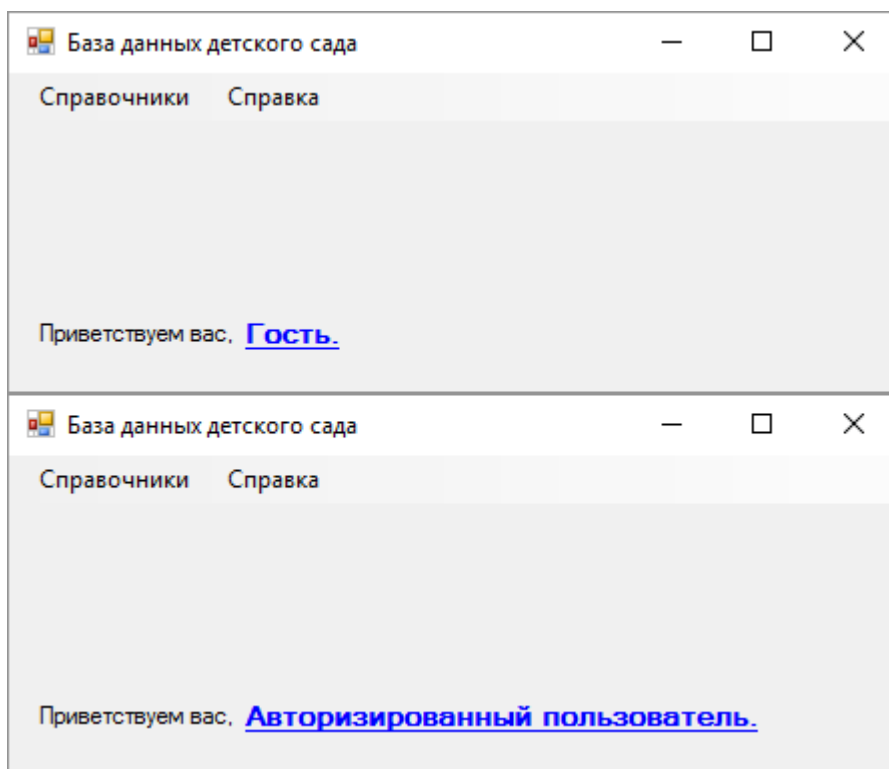 База данных детского сада
Справочники Справка
Приветствуем вас, Гость.
База данных детского сада
Справочники Справка
Приветствуем вас, Авторизированный пользователь.